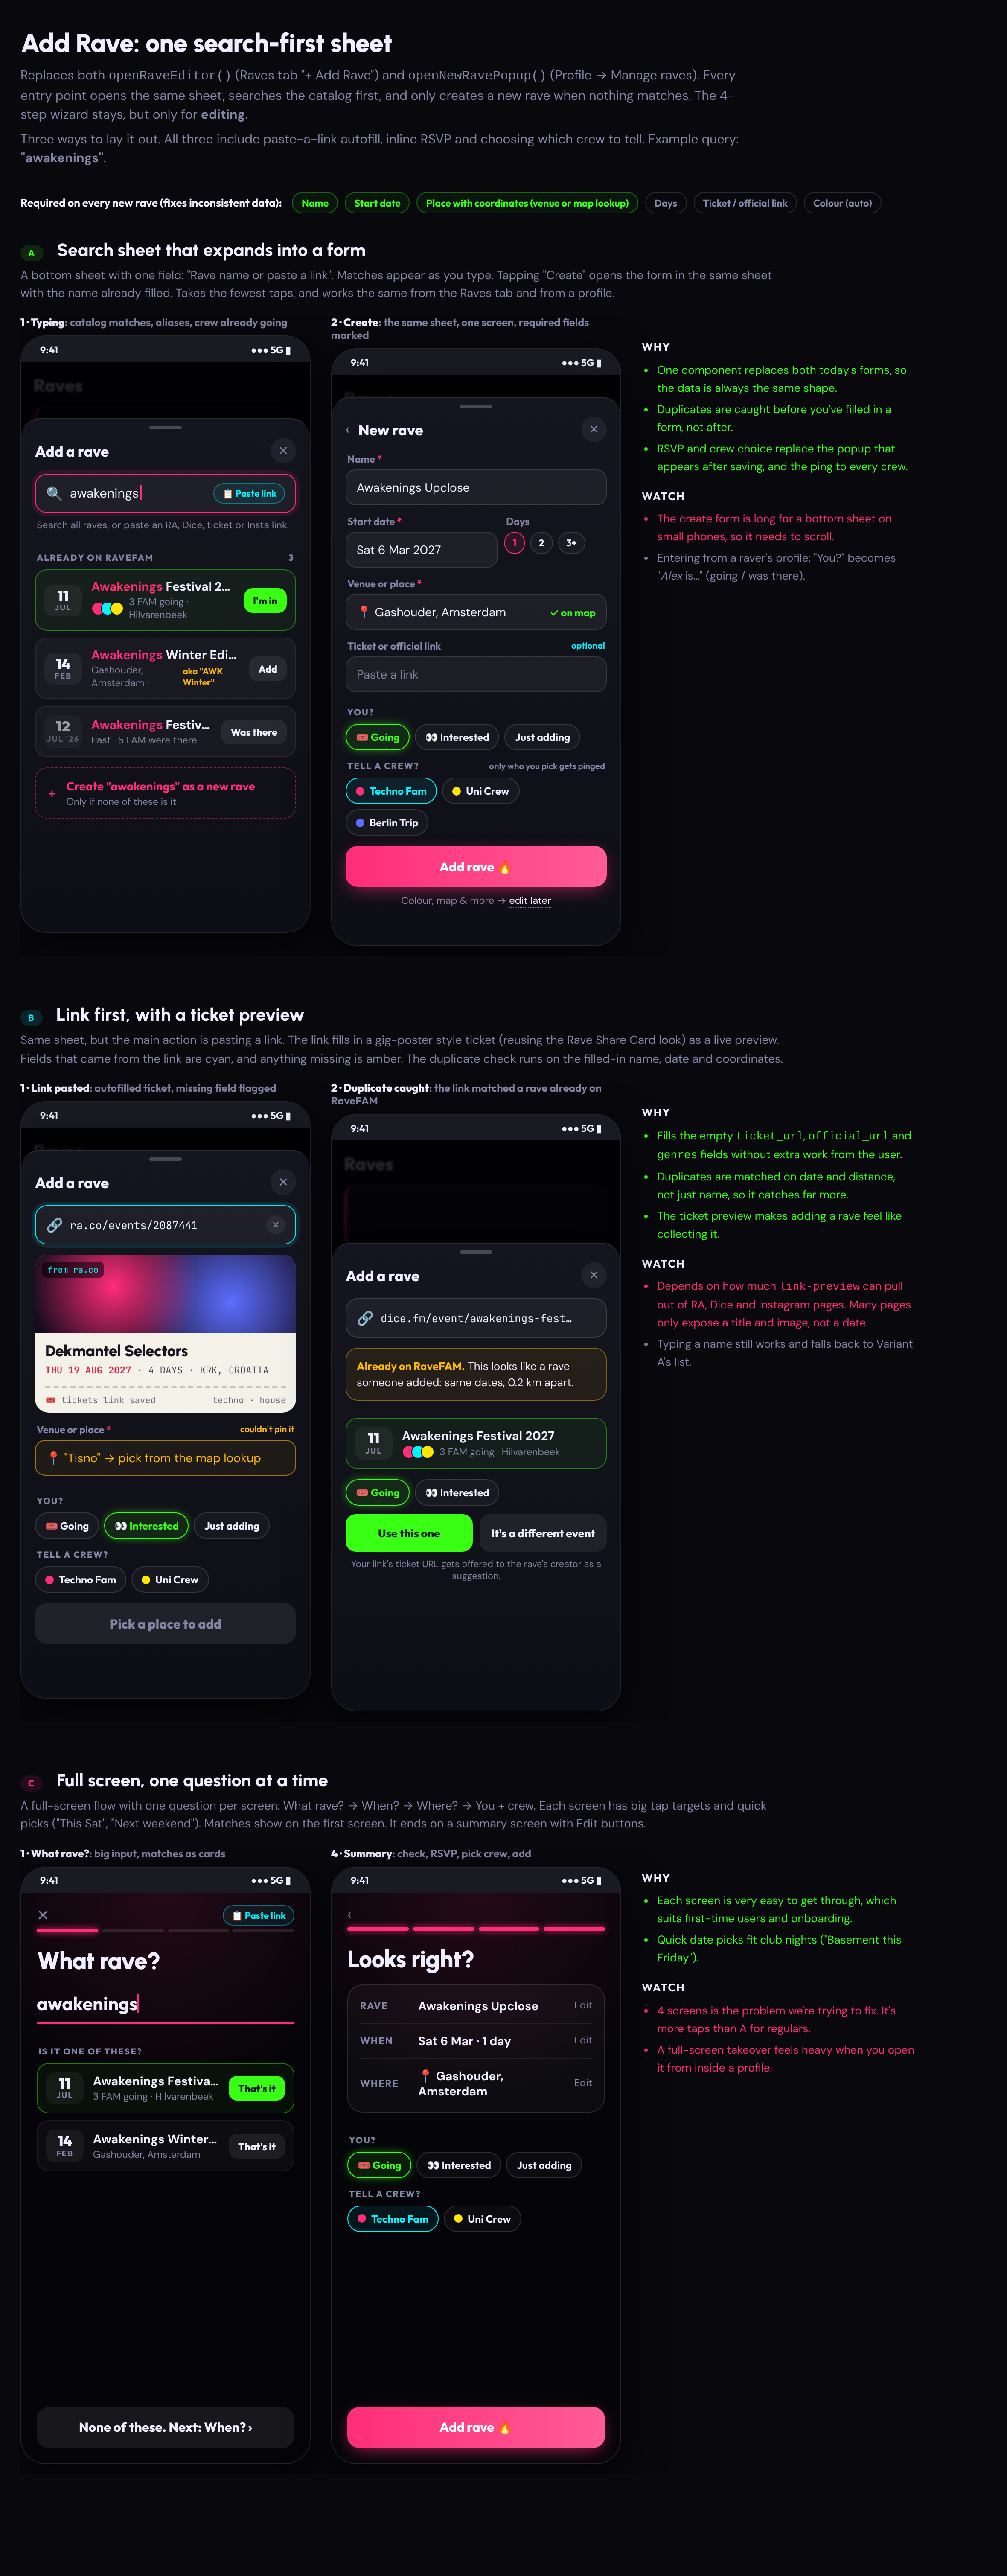 Add Rave: one search-first sheet
Replaces both openRaveEditor() (Raves tab "+ Add Rave") and openNewRavePopup() (Profile → Manage raves). Every
entry point opens the same sheet, searches the catalog first, and only creates a new rave when nothing matches. The 4-
step wizard stays, but only for editing.
Three ways to lay it out. All three include paste-a-link autofill, inline RSVP and choosing which crew to tell. Example query:
"awakenings".
Required on every new rave (fixes inconsistent data): Name Start date Place with coordinates (venue or map lookup) Days Ticket / official link Colour (auto)
A Search sheet that expands into a form
A bottom sheet with one field: "Rave name or paste a link". Matches appear as you type. Tapping "Create" opens the form in the same sheet
with the name already filled. Takes the fewest taps, and works the same from the Raves tab and from a profile.
1 · Typing: catalog matches, aliases, crew already going
9:41 ●●● 5G ▮
Raves
Add a rave ✕
🔍 awakenings 📋 Paste link
Search all raves, or paste an RA, Dice, ticket or Insta link.
ALREADY ON RAVEFAM 3
11 JUL Awakenings Festival 2... I'm in
3 FAM going ·
Hilvarenbeek
14 FEB Awakenings Winter Edi... Add
Gashouder, aka "AWK
Amsterdam · Winter"
12 JUL '26 Awakenings Festiv... Was there
Past · 5 FAM were there
+ Create "awakenings" as a new rave
Only if none of these is it
2 · Create: the same sheet, one screen, required fields
marked
9:41 ●●● 5G ▮
‹ New rave ✕
Name *
Awakenings Upclose
Start date * Days
Sat 6 Mar 2027 1 2 3+
Venue or place *
📍 Gashouder, Amsterdam ✓ on map
Ticket or official link optional
Paste a link
YOU?
🎟️ Going 👀 Interested Just adding
TELL A CREW? only who you pick gets pinged
Techno Fam Uni Crew
Berlin Trip
Add rave 🔥
Colour, map & more → edit later
WHY
• One component replaces both today's forms, so
the data is always the same shape.
• Duplicates are caught before you've filled in a
form, not after.
• RSVP and crew choice replace the popup that
appears after saving, and the ping to every crew.
WATCH
• The create form is long for a bottom sheet on
small phones, so it needs to scroll.
• Entering from a raver's profile: "You?" becomes
"Alex is..." (going / was there).
B Link first, with a ticket preview
Same sheet, but the main action is pasting a link. The link fills in a gig-poster style ticket (reusing the Rave Share Card look) as a live preview.
Fields that came from the link are cyan, and anything missing is amber. The duplicate check runs on the filled-in name, date and coordinates.
1 · Link pasted: autofilled ticket, missing field flagged
9:41 ●●● 5G ▮
Add a rave ✕
🔗 ra.co/events/2087441 ✕
from ra.co
Dekmantel Selectors
THU 19 AUG 2027 · 4 DAYS · KRK, CROATIA
🎟️ tickets link saved techno · house
Venue or place * couldn't pin it
📍 "Tisno" → pick from the map lookup
YOU?
🎟️ Going 👀 Interested Just adding
TELL A CREW?
Techno Fam Uni Crew
Pick a place to add
2 · Duplicate caught: the link matched a rave already on
RaveFAM
9:41 ●●● 5G ▮
Raves
Add a rave ✕
🔗 dice.fm/event/awakenings-fest…
Already on RaveFAM. This looks like a rave
someone added: same dates, 0.2 km apart.
11 JUL Awakenings Festival 2027
3 FAM going · Hilvarenbeek
🎟️ Going 👀 Interested
Use this one It's a different event
Your link's ticket URL gets offered to the rave's creator as a
suggestion.
WHY
• Fills the empty ticket_url, official_url and
genres fields without extra work from the user.
• Duplicates are matched on date and distance,
not just name, so it catches far more.
• The ticket preview makes adding a rave feel like
collecting it.
WATCH
• Depends on how much link-preview can pull
out of RA, Dice and Instagram pages. Many pages
only expose a title and image, not a date.
• Typing a name still works and falls back to Variant
A's list.
C Full screen, one question at a time
A full-screen flow with one question per screen: What rave? → When? → Where? → You + crew. Each screen has big tap targets and quick
picks ("This Sat", "Next weekend"). Matches show on the first screen. It ends on a summary screen with Edit buttons.
1 · What rave?: big input, matches as cards
9:41 ●●● 5G ▮
✕ 📋 Paste link
What rave?
awakenings
IS IT ONE OF THESE?
11 JUL Awakenings Festiva... That's it
3 FAM going · Hilvarenbeek
14 FEB Awakenings Winter... That's it
Gashouder, Amsterdam
None of these. Next: When? ›
4 · Summary: check, RSVP, pick crew, add
9:41 ●●● 5G ▮
‹
Looks right?
RAVE Awakenings Upclose Edit
WHEN Sat 6 Mar · 1 day Edit
WHERE 📍 Gashouder, Edit
Amsterdam
YOU?
🎟️ Going 👀 Interested Just adding
TELL A CREW?
Techno Fam Uni Crew
Add rave 🔥
WHY
• Each screen is very easy to get through, which
suits first-time users and onboarding.
• Quick date picks fit club nights ("Basement this
Friday").
WATCH
• 4 screens is the problem we're trying to fix. It's
more taps than A for regulars.
• A full-screen takeover feels heavy when you open
it from inside a profile.